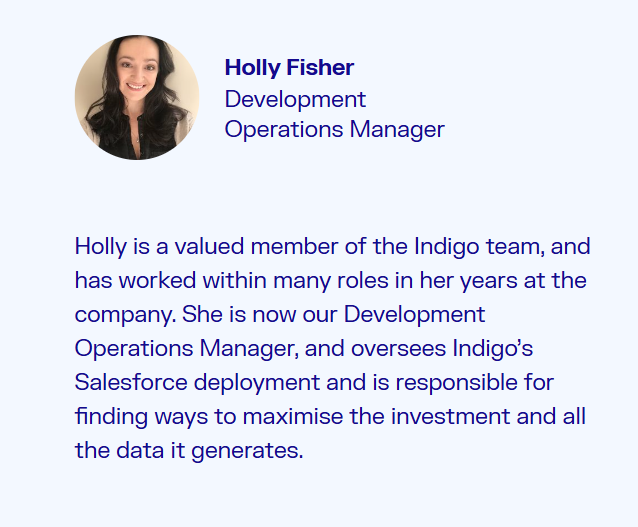 Holly Fisher
Development
Operations Manager
Holly is a valued member of the Indigo team, and
has worked within many roles in her years at the
company. She is now our Development
Operations Manager, and oversees Indigo’s
Salesforce deployment and is responsible for
finding ways to maximise the investment and all
the data it generates.